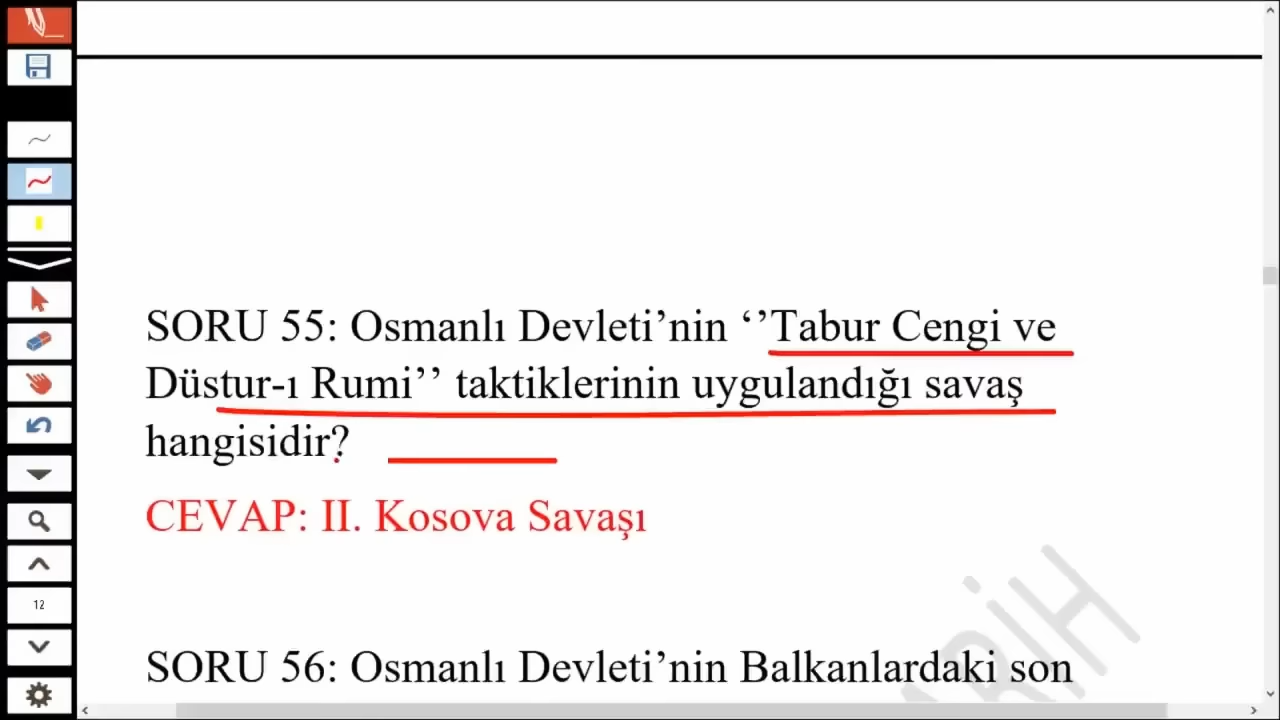 SORU 55: Osmanlı Devleti’nin ‘’Tabur Cengi ve
Düstur-ı Rumi’’ taktiklerinin uygulandığı savaş
hangisidir?
CEVAP: II. Kosova Savaşı
SORU 56: Osmanlı Devleti’nin Balkanlardaki son
12